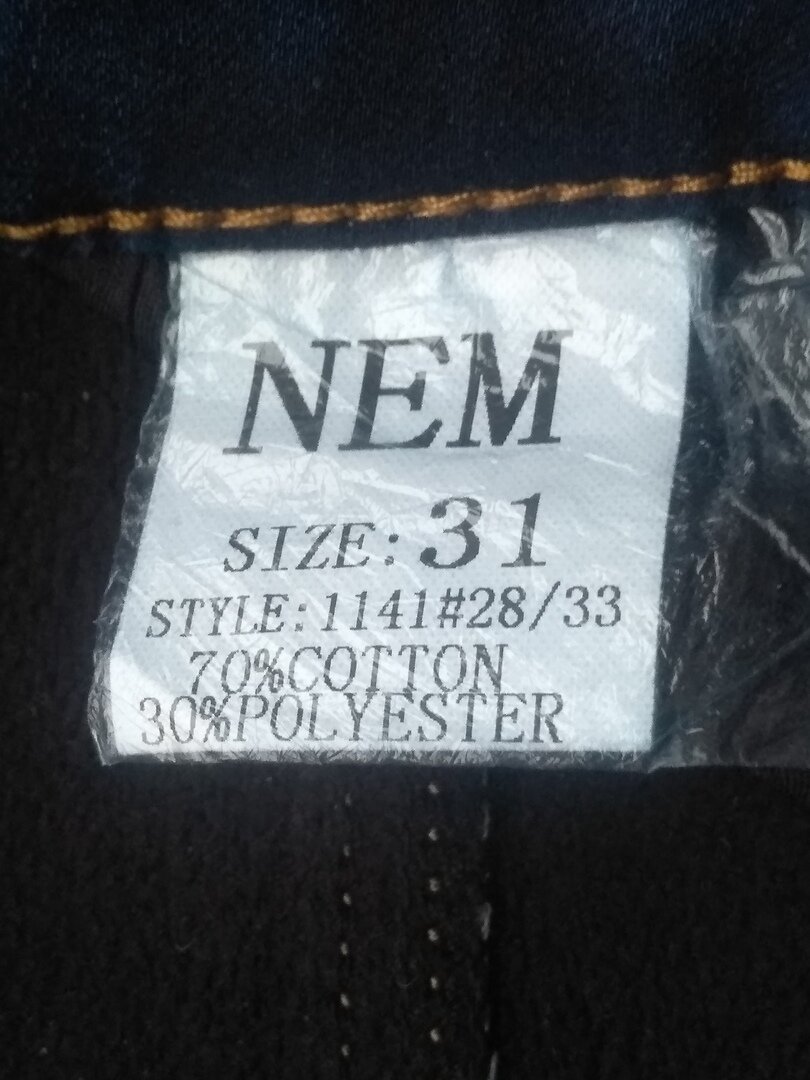 NEM
SIZE: 31
STYLE:1141#28/33
70%COTTON
30%POLYESTER